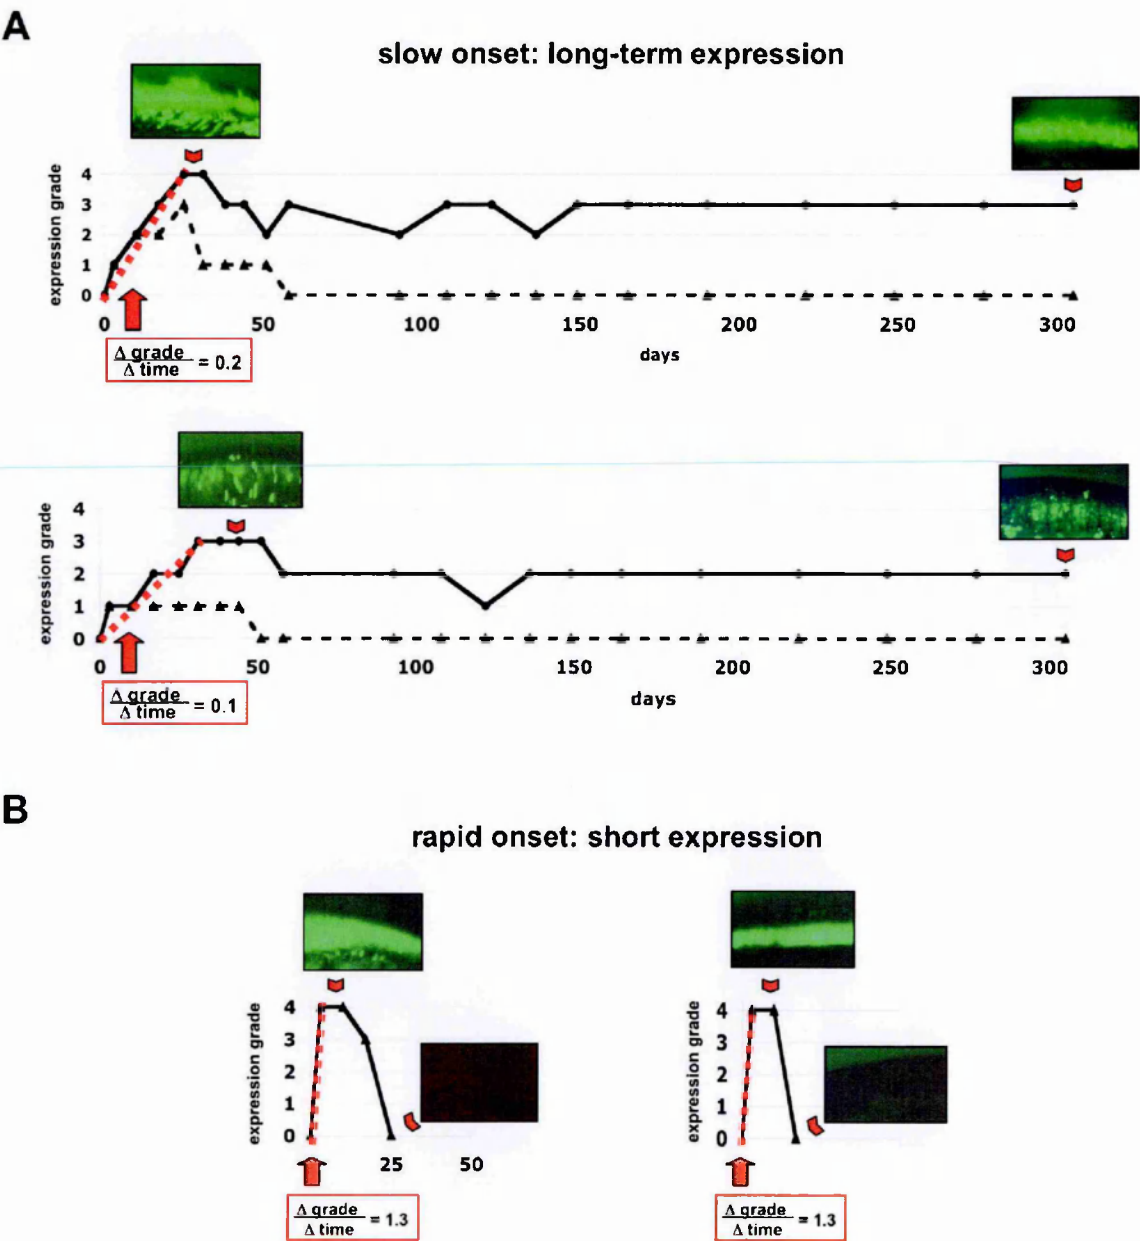 A
slow onset: long-term expression
expression grade
4
3
2
1
0
0 50 100 150 200 250 300
days
Δ grade
Δ time
= 0.2
expression grade
4
3
2
1
0
0 50 100 150 200 250 300
days
Δ grade
Δ time
= 0.1
B
rapid onset: short expression
expression grade
4
3
2
1
0
25 50
Δ grade
Δ time
= 1.3
expression grade
4
3
2
1
0
Δ grade
Δ time
= 1.3